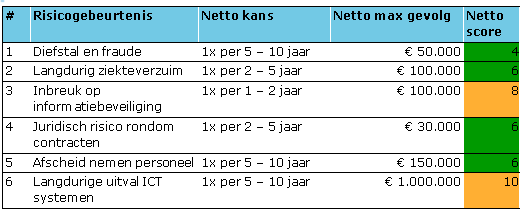 # Risicogebeurtenis Netto kans Netto max gevolg Netto score
1 Diefstal en fraude 1x per 5 – 10 jaar € 50.000 4
2 Langdurig ziekteverzuim 1x per 2 – 5 jaar € 100.000 6
3 Inbreuk op informatiebeveiliging 1x per 1 – 2 jaar € 100.000 8
4 Juridisch risico rondom contracten 1x per 2 – 5 jaar € 30.000 6
5 Afscheid nemen personeel 1x per 5 – 10 jaar € 150.000 6
6 Langdurige uitval ICT systemen 1x per 5 – 10 jaar € 1.000.000 10